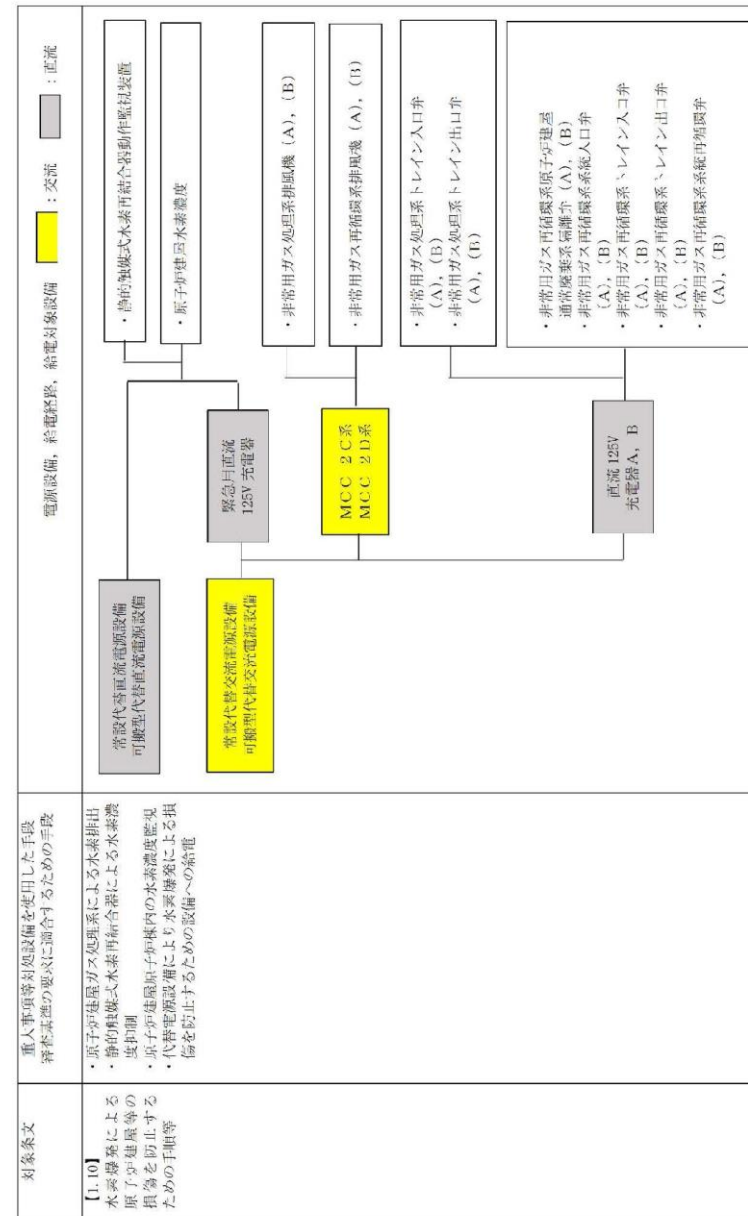 対象条文
重大事故等対処設備を使用した手段
審査基準の要求に適合するための手段
電源設備，給電経路，給電対象設備
：交流
：直流
【1.10】
水素爆発による
原子炉建屋等の
損傷を防止する
ための手順等
・原子炉建屋ガス処理系による水素排出
・静的触媒式水素再結合器による水素濃
度抑制
・原子炉建屋原子炉棟内の水素濃度監視
・代替電源設備により水素爆発による損
傷を防止するための設備への給電
常設代替直流電源設備
可搬型代替直流電源設備
常設代替交流電源設備
可搬型代替交流電源設備
緊急用直流
125V 充電器
MCC 2C系
MCC 2D系
直流 125V
充電器A，B
・静的触媒式水素再結合器動作監視装置
・原子炉建屋水素濃度
・非常用ガス処理系排風機（A），（B）
・非常用ガス再循環系排風機（A），（B）
・非常用ガス処理系トレイン入口弁
（A），（B）
・非常用ガス処理系トレイン出口弁
（A），（B）
・非常用ガス再循環系原子炉建屋
通常廃棄系隔離弁（A），（B）
・非常用ガス再循環系系統入口弁
（A），（B）
・非常用ガス再循環系トレイン入口弁
（A），（B）
・非常用ガス再循環系トレイン出口弁
（A），（B）
・非常用ガス再循環系系統再循環弁
（A），（B）